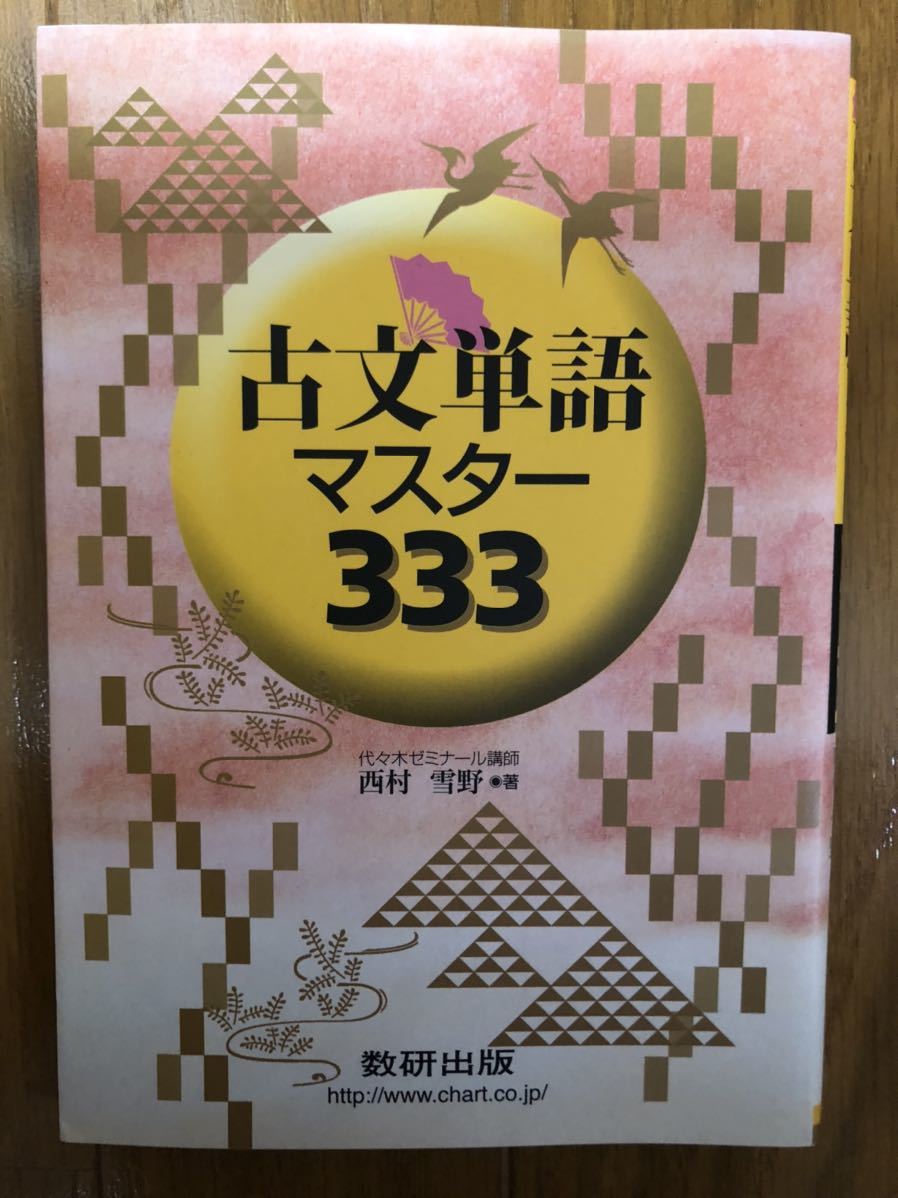 古文単語
マスター
333
代々木ゼミナール講師
西村 雪野◉著
数研出版
http://www.chart.co.jp/